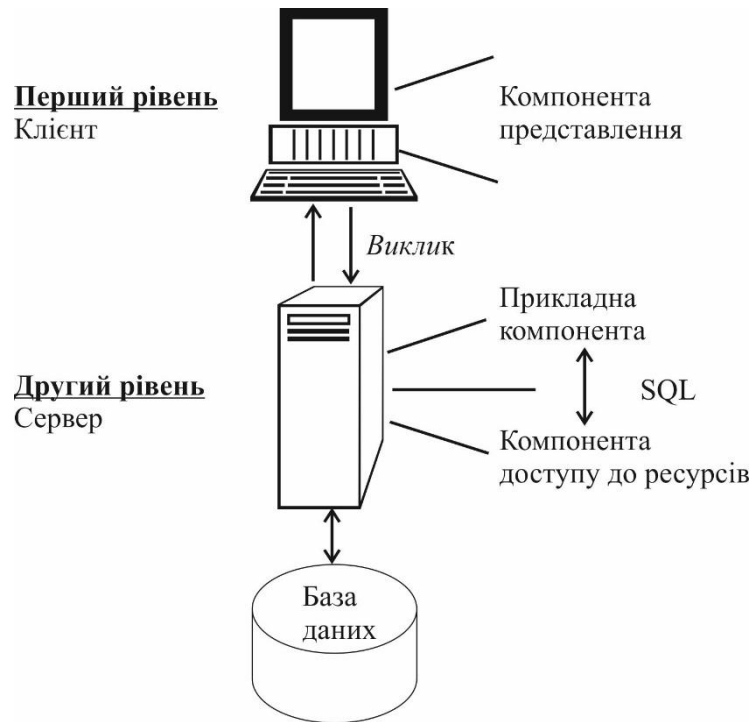 Перший рівень
Клієнт
Компонента
представлення
Виклик
Прикладна
компонента
Другий рівень
Сервер
SQL
Компонента
доступу до ресурсів
База
даних